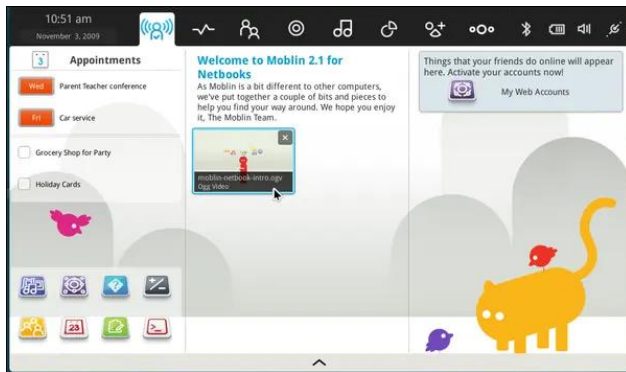 10:51 am
November 3, 2009
3
Appointments
Wed
Parent Teacher conference
Fri
Car service
Grocery Shop for Party
Holiday Cards
23
Welcome to Moblin 2.1 for
Netbooks
As Moblin is a bit different to other computers,
we've put together a couple of bits and pieces to
help you find your way around. We hope you enjoy
it, The Moblin Team.
moblin-netbook-intro.ogv
Ogg Video
Things that your friends do online will appear
here. Activate your accounts now!
My Web Accounts